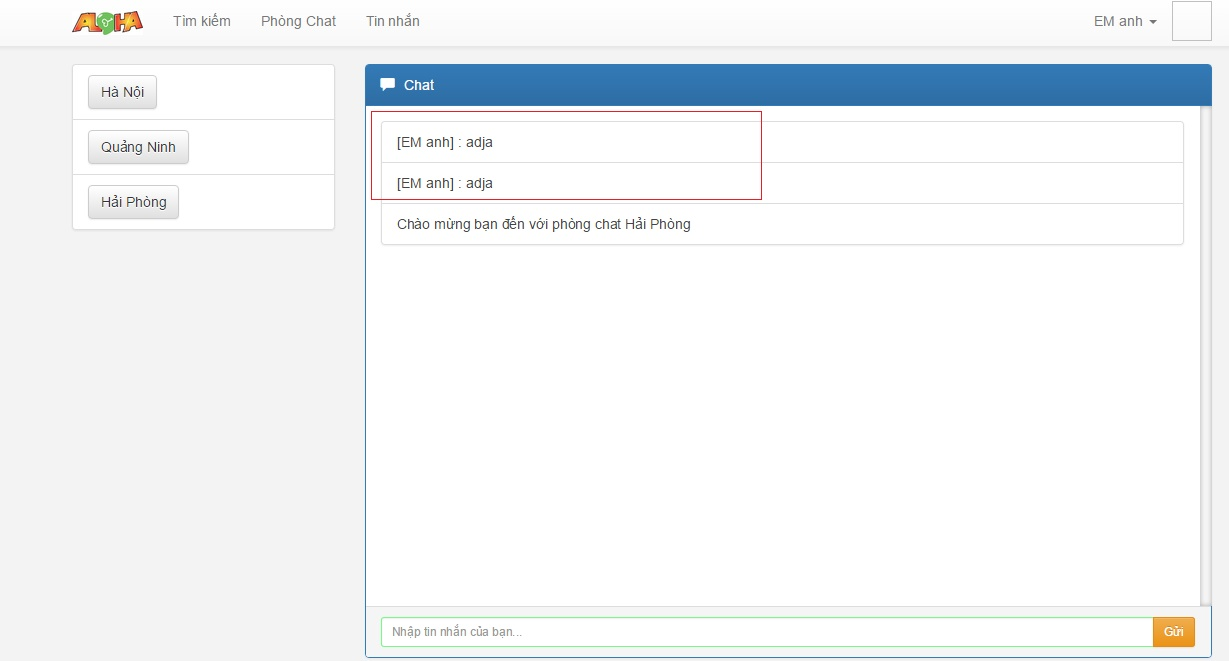 ALOHA Tìm kiếm Phòng Chat Tin nhắn EM anh
Hà Nội
Quảng Ninh
Hải Phòng
Chat
[EM anh] : adja
[EM anh] : adja
Chào mừng bạn đến với phòng chat Hải Phòng
Nhập tin nhắn của bạn... Gửi